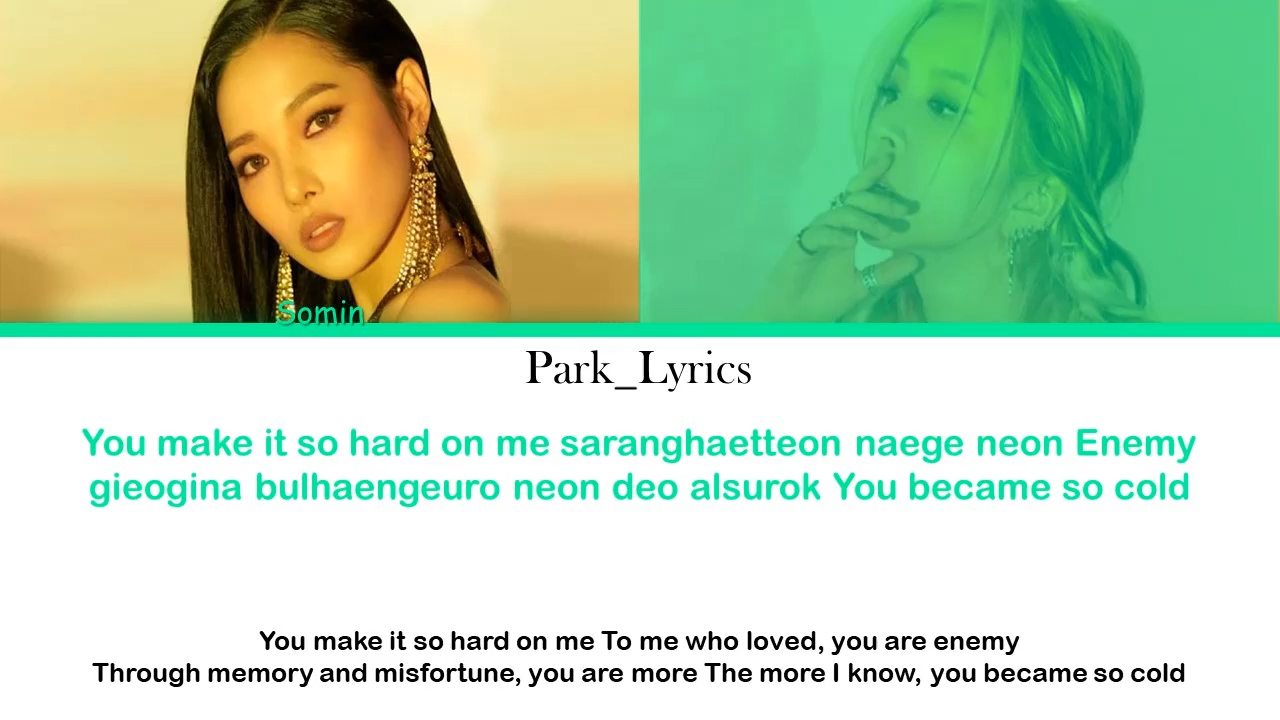 Somin
Park_Lyrics
You make it so hard on me saranghaetteon naege neon Enemy
gieogina bulhaengeuro neon deo alsurok You became so cold
You make it so hard on me To me who loved, you are enemy
Through memory and misfortune, you are more The more I know, you became so cold